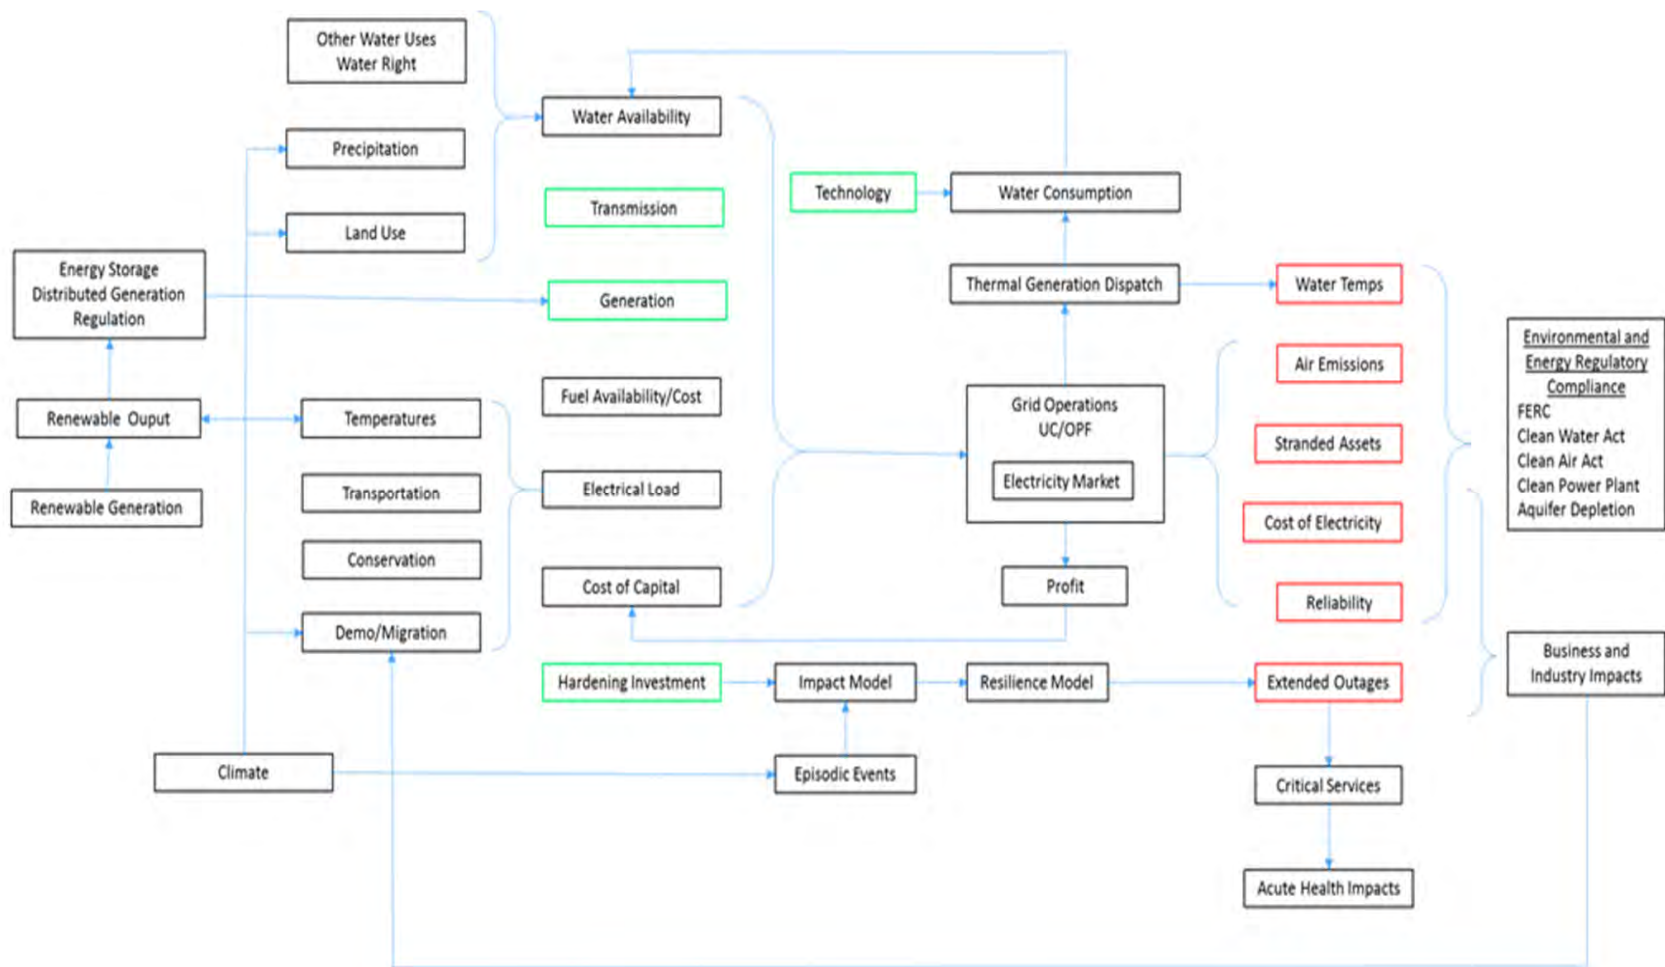 Other Water Uses
Water Right
Water Availability
Precipitation
Technology
Water Consumption
Transmission
Land Use
Energy Storage
Distributed Generation
Regulation
Generation
Thermal Generation Dispatch
Water Temps
Environmental and
Energy Regulatory
Compliance
FERC
Clean Water Act
Clean Air Act
Clean Power Plant
Aquifer Depletion
Air Emissions
Fuel Availability/Cost
Grid Operations
UC/OPF
Electricity Market
Renewable Ouput
Temperatures
Stranded Assets
Transportation
Electrical Load
Renewable Generation
Cost of Electricity
Conservation
Cost of Capital
Profit
Reliability
Demo/Migration
Business and
Industry Impacts
Hardening Investment
Impact Model
Resilience Model
Extended Outages
Climate
Episodic Events
Critical Services
Acute Health Impacts